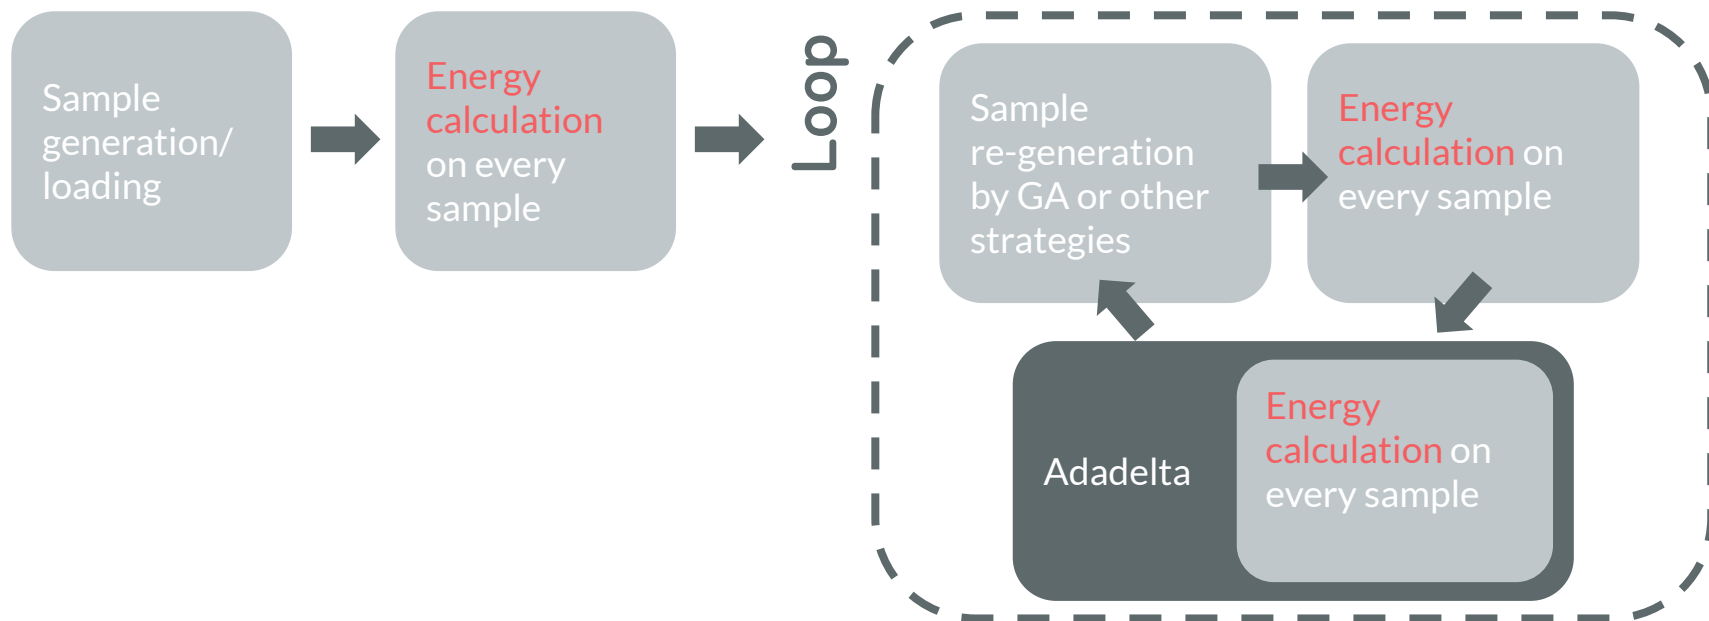 Sample
generation/
loading
Energy
calculation
on every
sample
Loop
Sample
re-generation
by GA or other
strategies
Energy
calculation on
every sample
Adadelta
Energy
calculation on
every sample